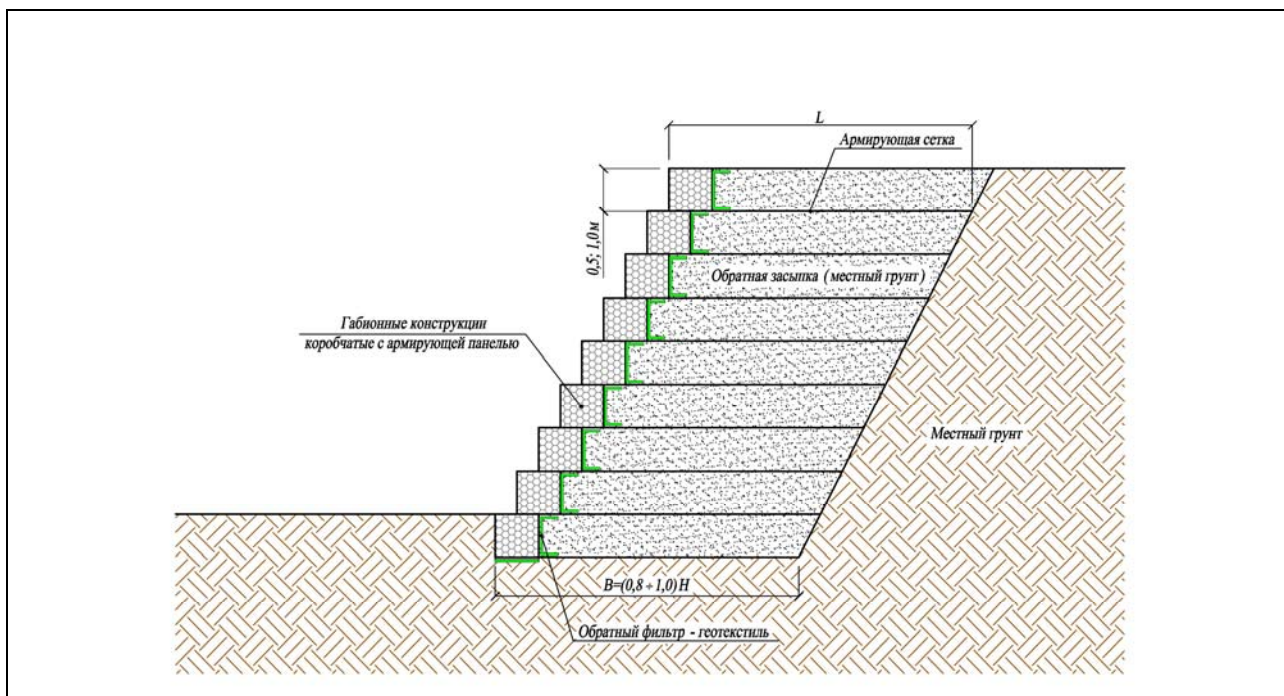 L
Армирующая сетка
0,5; 1,0м
Обратная засыпка (местный грунт)
Габионные конструкции
коробчатые с армирующей панелью
Местный грунт
B=(0,8 ÷ 1,0)H
Обратный фильтр - геотекстиль